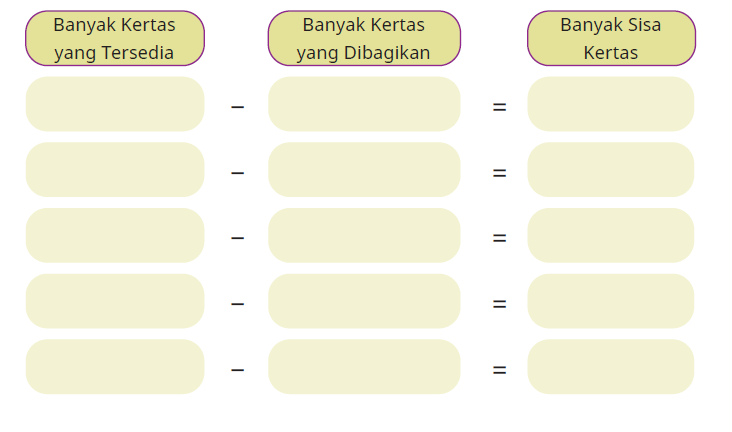 Banyak Kertas
yang Tersedia
Banyak Kertas
yang Dibagikan
Banyak Sisa
Kertas
– =
– =
– =
– =
– =